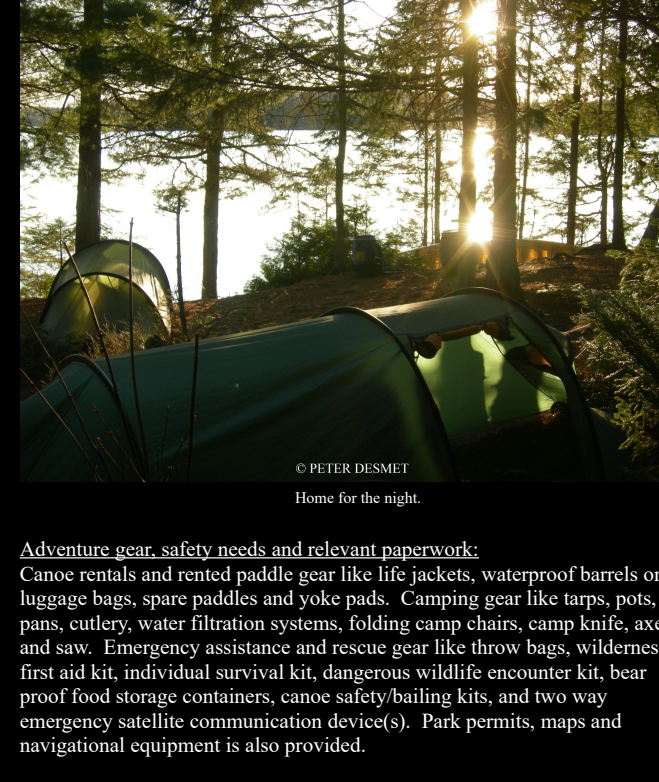 © PETER DESMET
Home for the night.
Adventure gear, safety needs and relevant paperwork:
Canoe rentals and rented paddle gear like life jackets, waterproof barrels or
luggage bags, spare paddles and yoke pads.  Camping gear like tarps, pots,
pans, cutlery, water filtration systems, folding camp chairs, camp knife, axe
and saw.  Emergency assistance and rescue gear like throw bags, wildernes
first aid kit, individual survival kit, dangerous wildlife encounter kit, bear
proof food storage containers, canoe safety/bailing kits, and two way
emergency satellite communication device(s).  Park permits, maps and
navigational equipment is also provided.